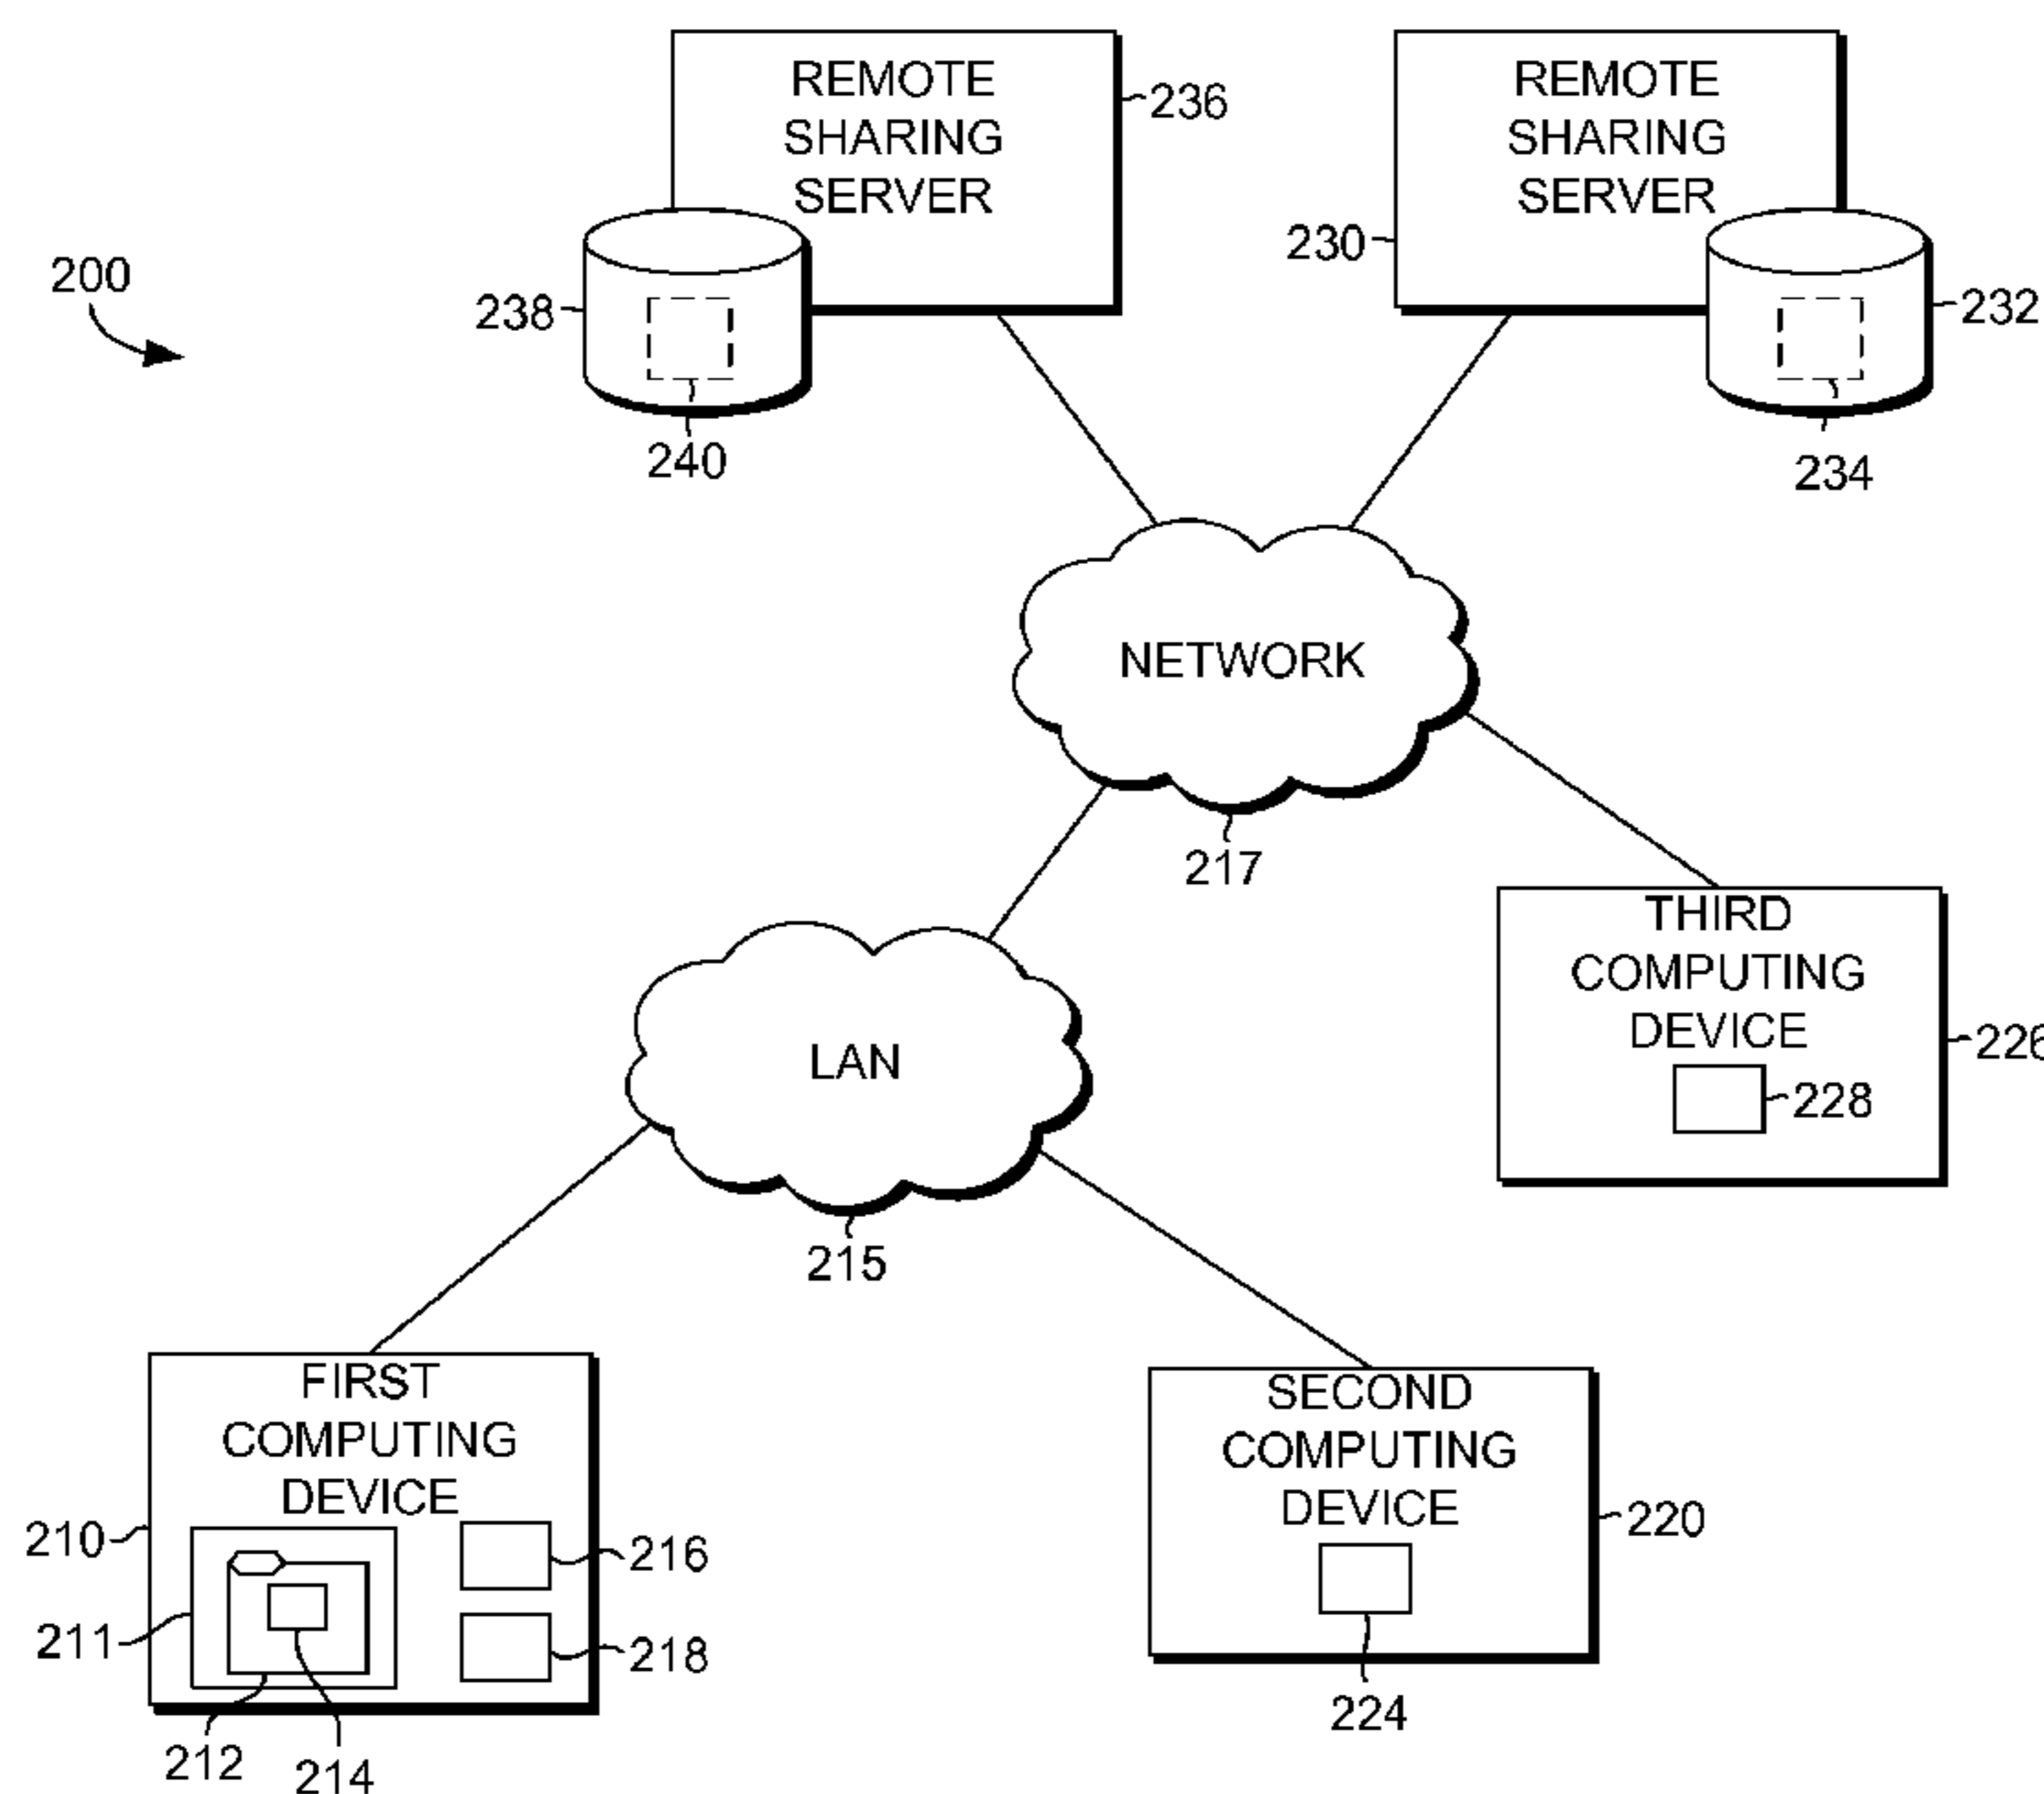 REMOTE
SHARING
SERVER
236
REMOTE
SHARING
SERVER
230
200
238
232
240
234
NETWORK
217
THIRD
COMPUTING
DEVICE
226
228
LAN
215
FIRST
COMPUTING
DEVICE
210
216
211
218
212
214
SECOND
COMPUTING
DEVICE
220
224